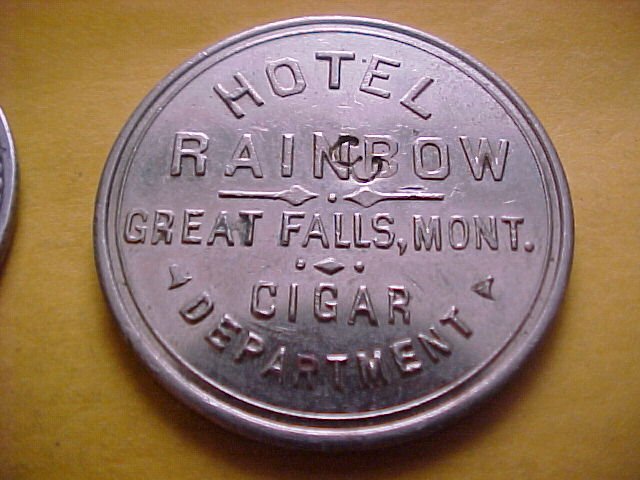 HOTEL
RAINBOW
GREAT FALLS, MONT.
CIGAR
DEPARTMENT